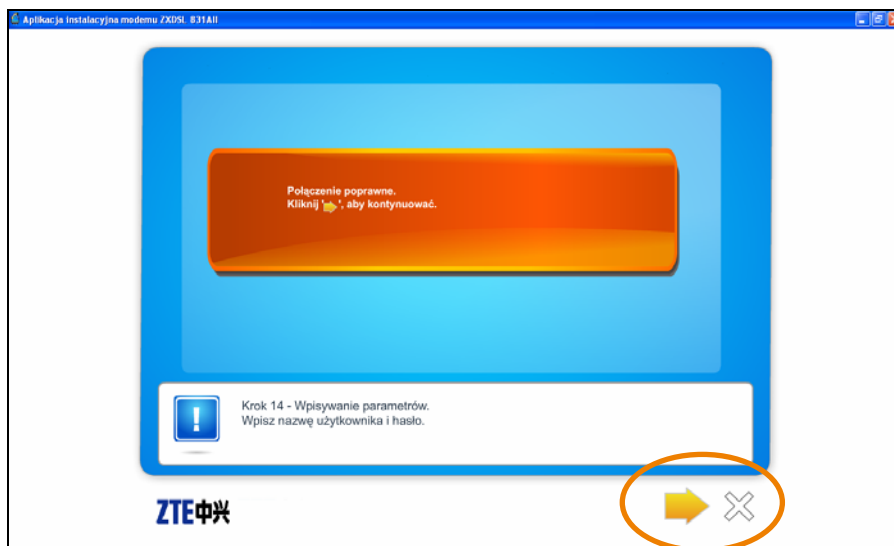 Aplikacja instalacyjna modemu ZXDSL 831AII
Połączenie poprawne.
Kliknij '', aby kontynuować.
Krok 14 - Wpisywanie parametrów.
Wpisz nazwę użytkownika i hasło.
ZTE中兴